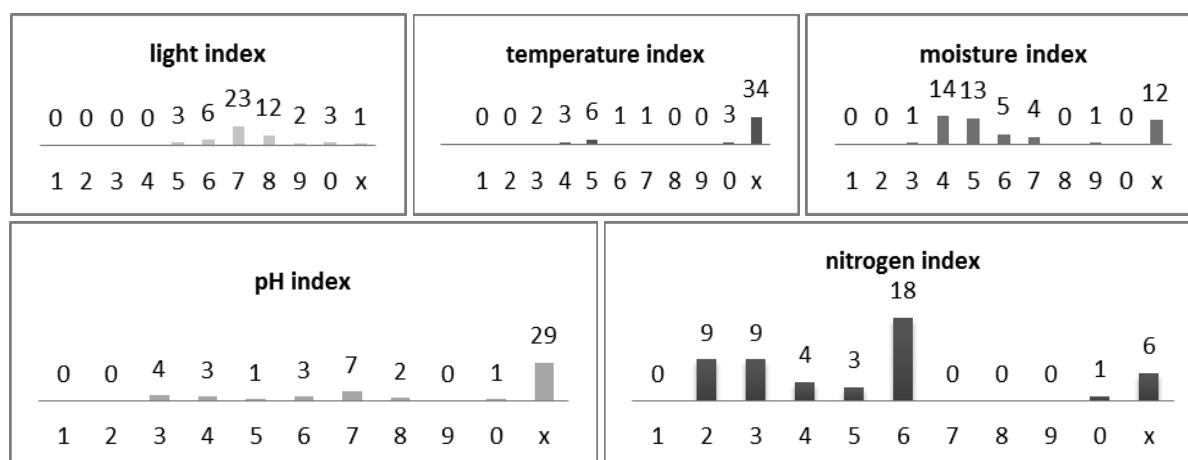 light index
0 0 0 0 3 6 23 12 2 3 1
1 2 3 4 5 6 7 8 9 0 x
temperature index
0 0 2 3 6 1 1 0 0 3 34
1 2 3 4 5 6 7 8 9 0 x
moisture index
0 0 1 14 13 5 4 0 1 0 12
1 2 3 4 5 6 7 8 9 0 x
pH index
0 0 4 3 1 3 7 2 0 1 29
1 2 3 4 5 6 7 8 9 0 x
nitrogen index
0 9 9 4 3 18 0 0 0 1 6
1 2 3 4 5 6 7 8 9 0 x